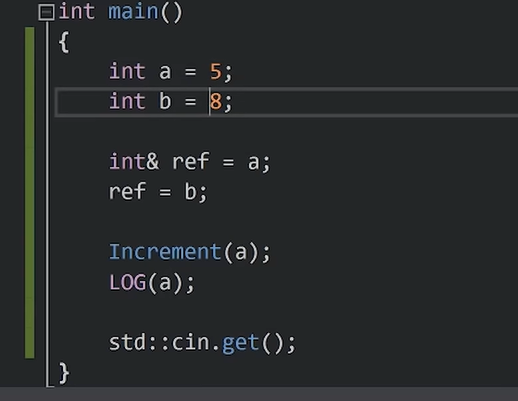 int main()
{
int a = 5;
int b = 8;
int& ref = a;
ref = b;
Increment(a);
LOG(a);
std::cin.get();
}